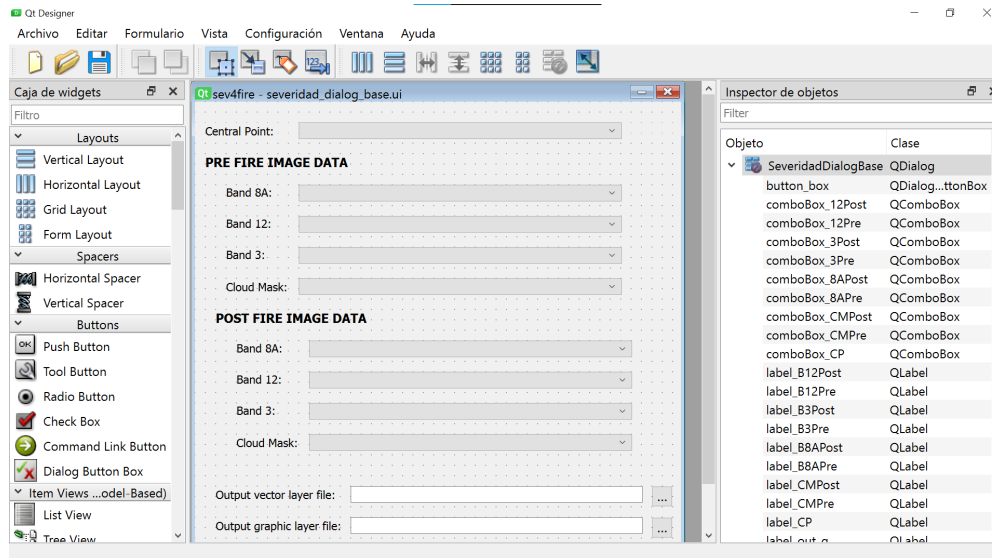 Qt Designer
Archivo Editar Formulario Vista Configuración Ventana Ayuda
123
Caja de widgets
Filtro
Layouts
Vertical Layout
Horizontal Layout
Grid Layout
Form Layout
Spacers
Horizontal Spacer
Vertical Spacer
Buttons
OK Push Button
Tool Button
Radio Button
Check Box
Command Link Button
Dialog Button Box
Item Views ...odel-Based)
List View
Tree View
Qt sev4fire - severidad_dialog_base.ui
Central Point:
PRE FIRE IMAGE DATA
Band 8A:
Band 12:
Band 3:
Cloud Mask:
POST FIRE IMAGE DATA
Band 8A:
Band 12:
Band 3:
Cloud Mask:
Output vector layer file: ...
Output graphic layer file: ...
Inspector de objetos
Filter
Objeto Clase
SeveridadDialogBase QDialog
button_box QDialog...ttonBox
comboBox_12Post QComboBox
comboBox_12Pre QComboBox
comboBox_3Post QComboBox
comboBox_3Pre QComboBox
comboBox_8APost QComboBox
comboBox_8APre QComboBox
comboBox_CMPost QComboBox
comboBox_CMPre QComboBox
comboBox_CP QComboBox
label_B12Post QLabel
label_B12Pre QLabel
label_B3Post QLabel
label_B3Pre QLabel
label_B8APost QLabel
label_B8APre QLabel
label_CMPost QLabel
label_CMPre QLabel
label_CP QLabel
label_out_g QLabel